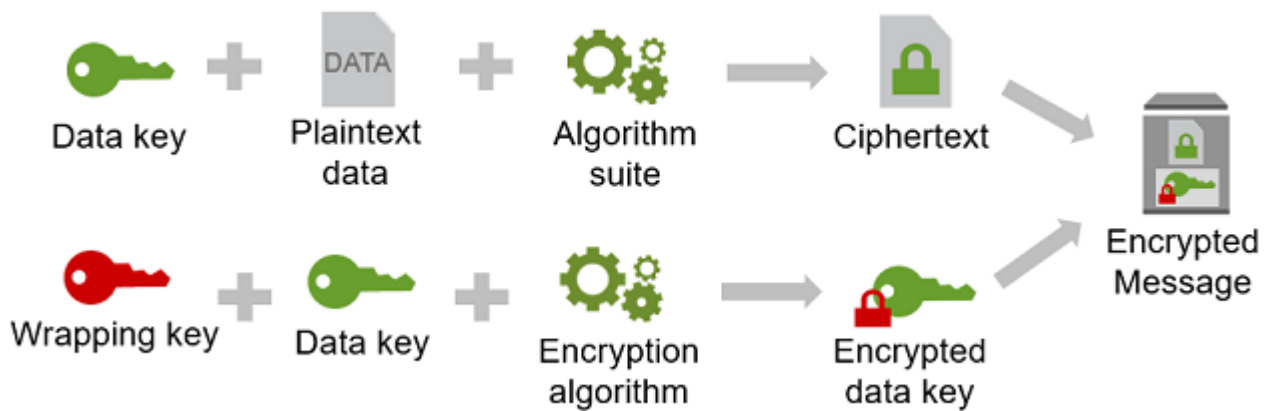 DATA
Data key
Plaintext
data
Algorithm
suite
Ciphertext
Encrypted
Message
Wrapping key
Data key
Encryption
algorithm
Encrypted
data key